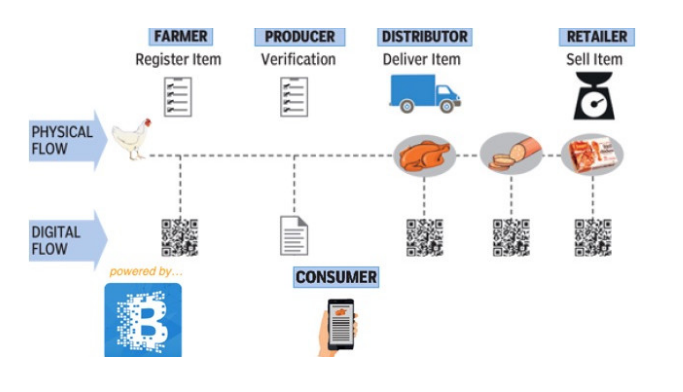 FARMER
Register Item
PRODUCER
Verification
DISTRIBUTOR
Deliver Item
RETAILER
Sell Item
PHYSICAL
FLOW
DIGITAL
FLOW
powered by...
B
CONSUMER